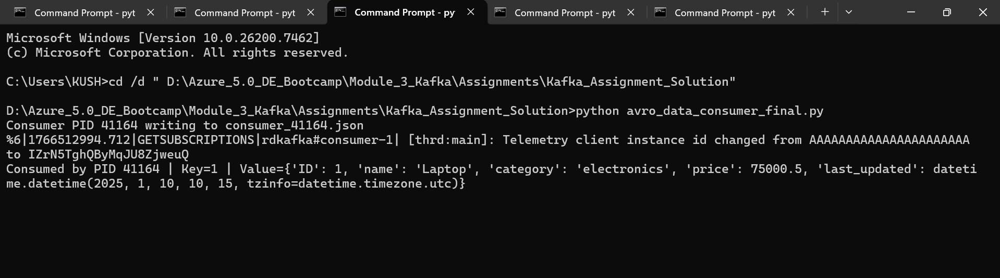 Command Prompt - pyt
Command Prompt - pyt
Command Prompt - py
Command Prompt - pyt
Command Prompt - pyt
Microsoft Windows [Version 10.0.26200.7462]
(c) Microsoft Corporation. All rights reserved.
C:\Users\KUSH>cd /d " D:\Azure_5.0_DE_Bootcamp\Module_3_Kafka\Assignments\Kafka_Assignment_Solution"
D:\Azure_5.0_DE_Bootcamp\Module_3_Kafka\Assignments\Kafka_Assignment_Solution>python avro_data_consumer_final.py
Consumer PID 41164 writing to consumer_41164.json
%6|1766512994.712|GETSUBSCRIPTIONS|rdkafka#consumer-1| [thrd:main]: Telemetry client instance id changed from AAAAAAAAAAAAAAAAAAAAAA
to IZrN5TghQByMqJU8ZjweuQ
Consumed by PID 41164 | Key=1 | Value={'ID': 1, 'name': 'Laptop', 'category': 'electronics', 'price': 75000.5, 'last_updated': dateti
me.datetime(2025, 1, 10, 10, 15, tzinfo=datetime.timezone.utc)}